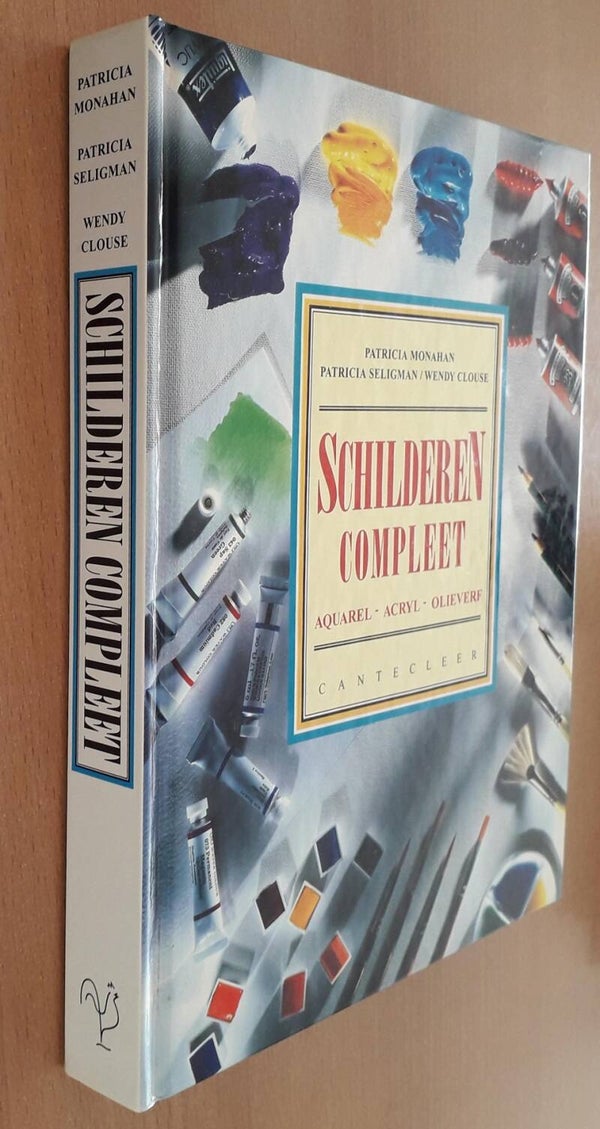 PATRICIA
MONAHAN
PATRICIA
SELIGMAN
WENDY
CLOUSE
SCHILDEREN COMPLEET
PATRICIA MONAHAN
PATRICIA SELIGMAN / WENDY CLOUSE
SCHILDEREN
COMPLEET
AQUAREL - ACRYL - OLIEVERF
CANTECLEER